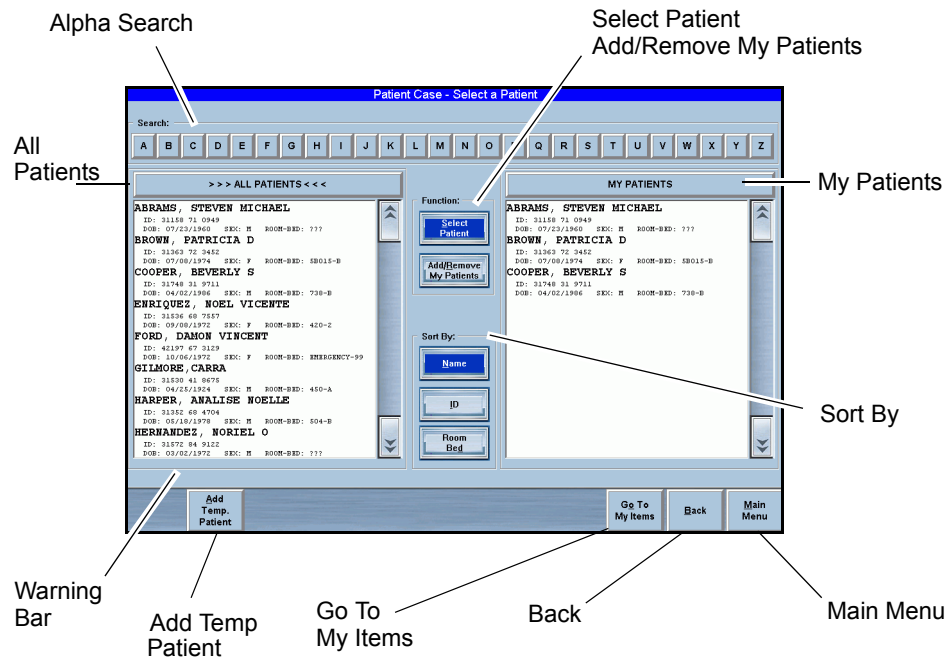 Alpha Search
Select Patient
Add/Remove My Patients
Patient Case - Select a Patient
Search:
A B C D E F G H I J K L M N O Q R S T U V W X Y Z
All
Patients
> > > ALL PATIENTS < < <
ABRAMS, STEVEN MICHAEL
ID: 31158 71 0949
DOB: 07/23/1960 SEX: M ROOM-BED: ???
BROWN, PATRICIA D
ID: 31363 72 3452
DOB: 07/08/1974 SEX: F ROOM-BED: 5B015-B
COOPER, BEVERLY S
ID: 31748 31 9711
DOB: 04/02/1986 SEX: M ROOM-BED: 738-B
ENRIQUEZ, NOEL VICENTE
ID: 31536 68 7557
DOB: 09/08/1972 SEX: F ROOM-BED: 420-2
FORD, DAMON VINCENT
ID: 42197 67 3129
DOB: 10/06/1972 SEX: F ROOM-BED: EMERGENCY-99
GILMORE,CARRA
ID: 31530 41 8675
DOB: 04/25/1924 SEX: M ROOM-BED: 450-A
HARPER, ANALISE NOELLE
ID: 31352 68 4704
DOB: 05/18/1978 SEX: M ROOM-BED: 504-B
HERNANDEZ, NORIEL O
ID: 31572 84 9122
DOB: 03/02/1972 SEX: M ROOM-BED: ???
Function:
Select
Patient
Add/Remove
My Patients
Sort By:
Name
ID
Room
Bed
MY PATIENTS
ABRAMS, STEVEN MICHAEL
ID: 31158 71 0949
DOB: 07/23/1960 SEX: M ROOM-BED: ???
BROWN, PATRICIA D
ID: 31363 72 3452
DOB: 07/08/1974 SEX: F ROOM-BED: 5B015-B
COOPER, BEVERLY S
ID: 31748 31 9711
DOB: 04/02/1986 SEX: M ROOM-BED: 738-B
My Patients
Sort By
Add
Temp.
Patient
Go To
My Items
Back
Main
Menu
Warning
Bar
Add Temp
Patient
Go To
My Items
Back
Main Menu